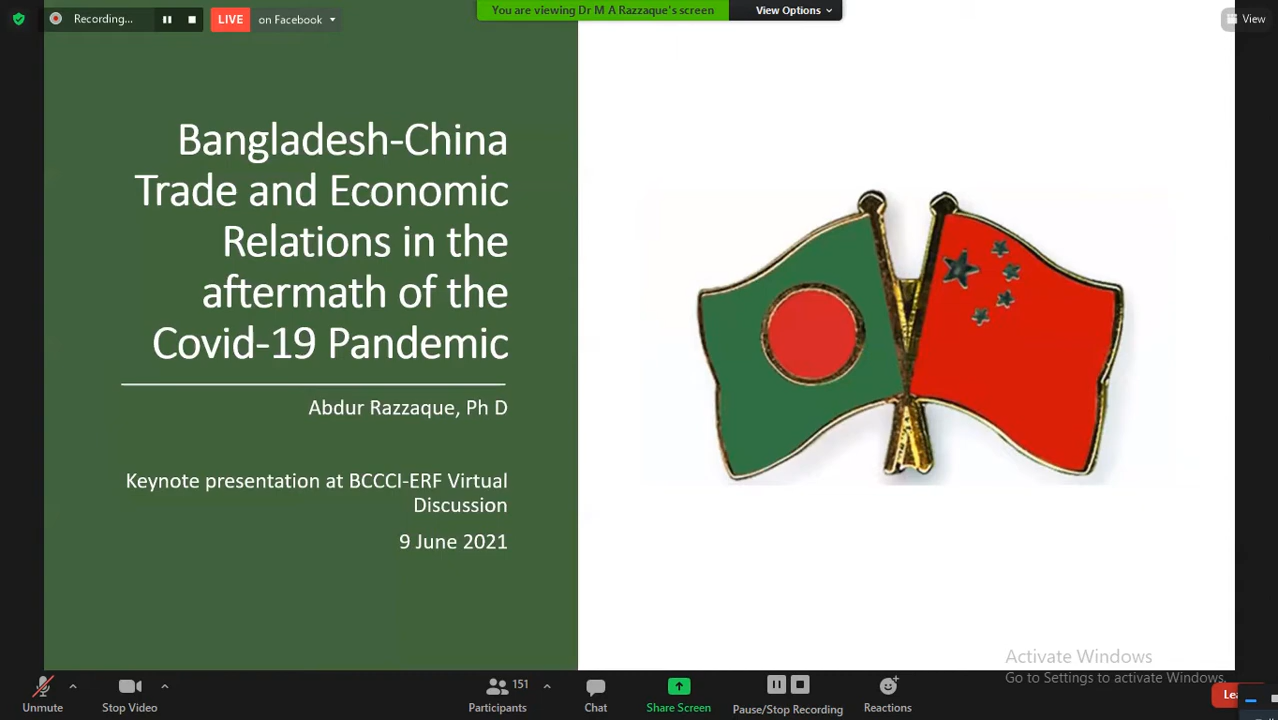 Recording...
LIVE on Facebook
You are viewing Dr M A Razzaque's screen
View Options
View
Bangladesh-China
Trade and Economic
Relations in the
aftermath of the
Covid-19 Pandemic
Abdur Razzaque, Ph D
Keynote presentation at BCCCI-ERF Virtual
Discussion
9 June 2021
Activate Windows
Go to Settings to activate Windows.
Unmute
Stop Video
151
Participants
Chat
Share Screen
Pause/Stop Recording
Reactions
Lea